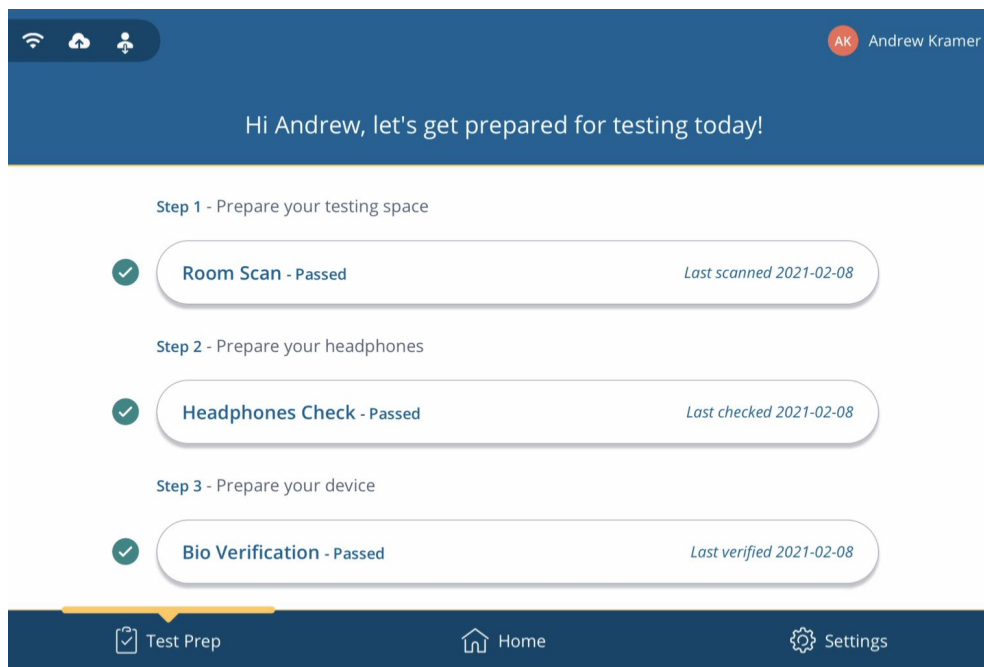 AK Andrew Kramer
Hi Andrew, let's get prepared for testing today!
Step 1 - Prepare your testing space
Room Scan - Passed Last scanned 2021-02-08
Step 2 - Prepare your headphones
Headphones Check - Passed Last checked 2021-02-08
Step 3 - Prepare your device
Bio Verification - Passed Last verified 2021-02-08
Test Prep Home Settings